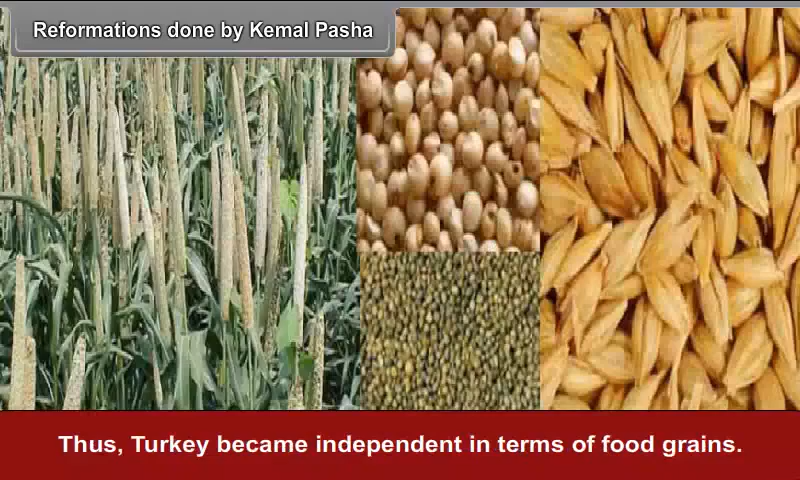 Reformations done by Kemal Pasha
Thus, Turkey became independent in terms of food grains.